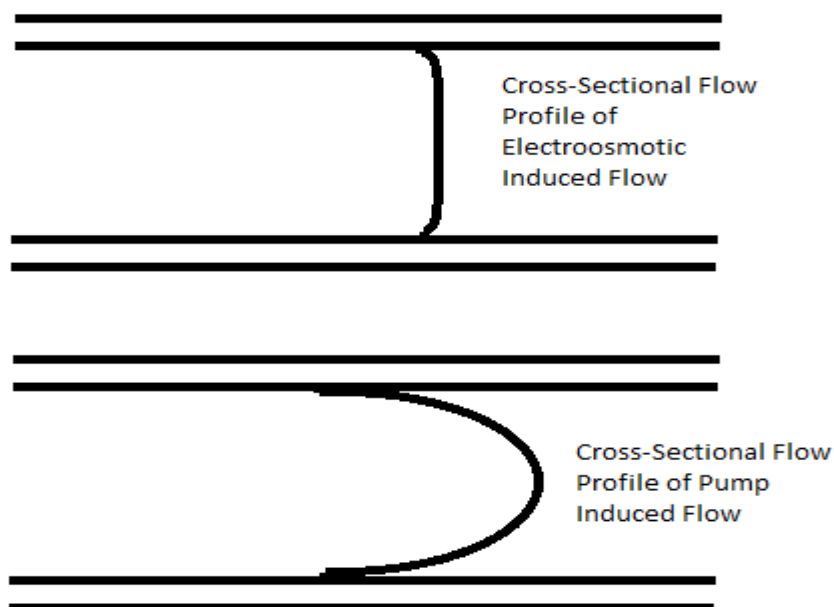 Cross-Sectional Flow
Profile of
Electroosmotic
Induced Flow
Cross-Sectional Flow
Profile of Pump
Induced Flow